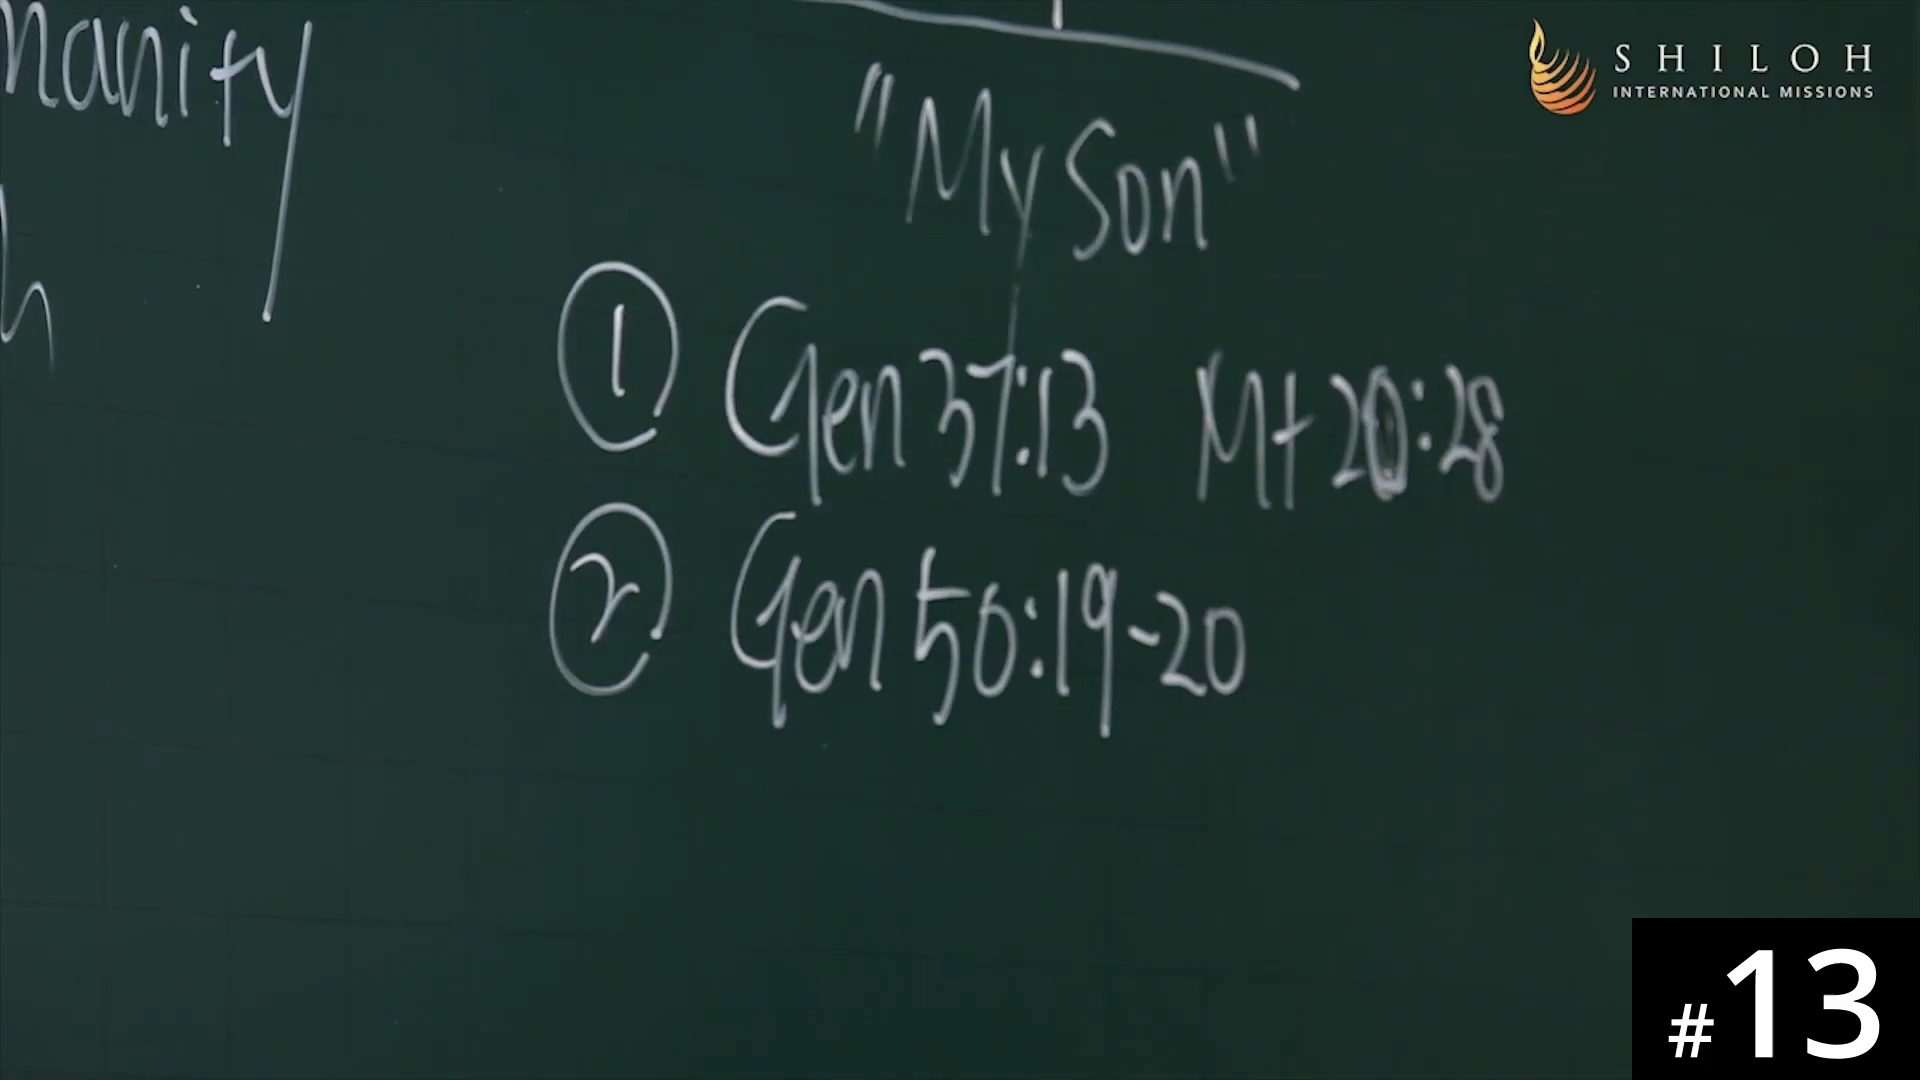 manity
h
"My Son"
① Gen 37:13 Mt 20:28
② Gen 50:19-20
SHILOH
INTERNATIONAL MISSIONS
#13